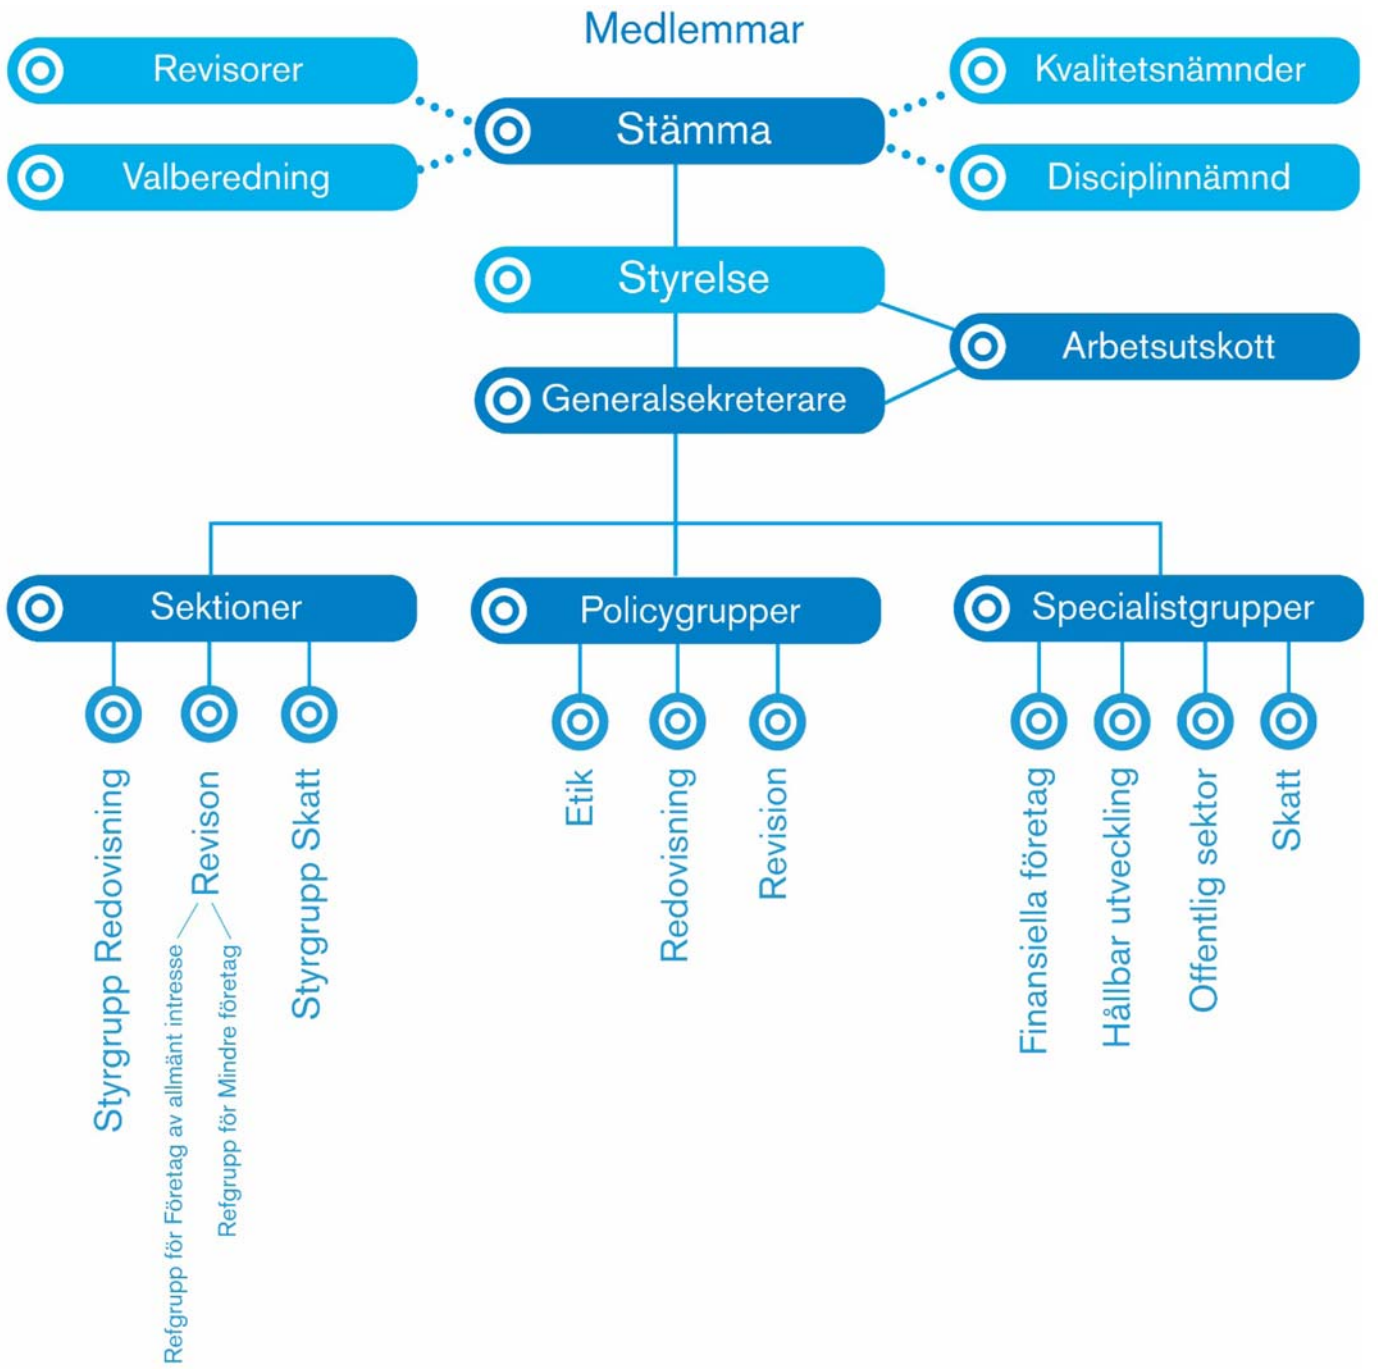 Medlemmar
Revisorer
Kvalitetsnämnder
Stämma
Valberedning
Disciplinnämnd
Styrelse
Arbetsutskott
Generalsekreterare
Sektioner
Policygrupper
Specialistgrupper
Styrgrupp Redovisning
Revison
Refgrupp för Företag av allmänt intresse
Refgrupp för Mindre företag
Styrgrupp Skatt
Etik
Redovisning
Revision
Finansiella företag
Hållbar utveckling
Offentlig sektor
Skatt